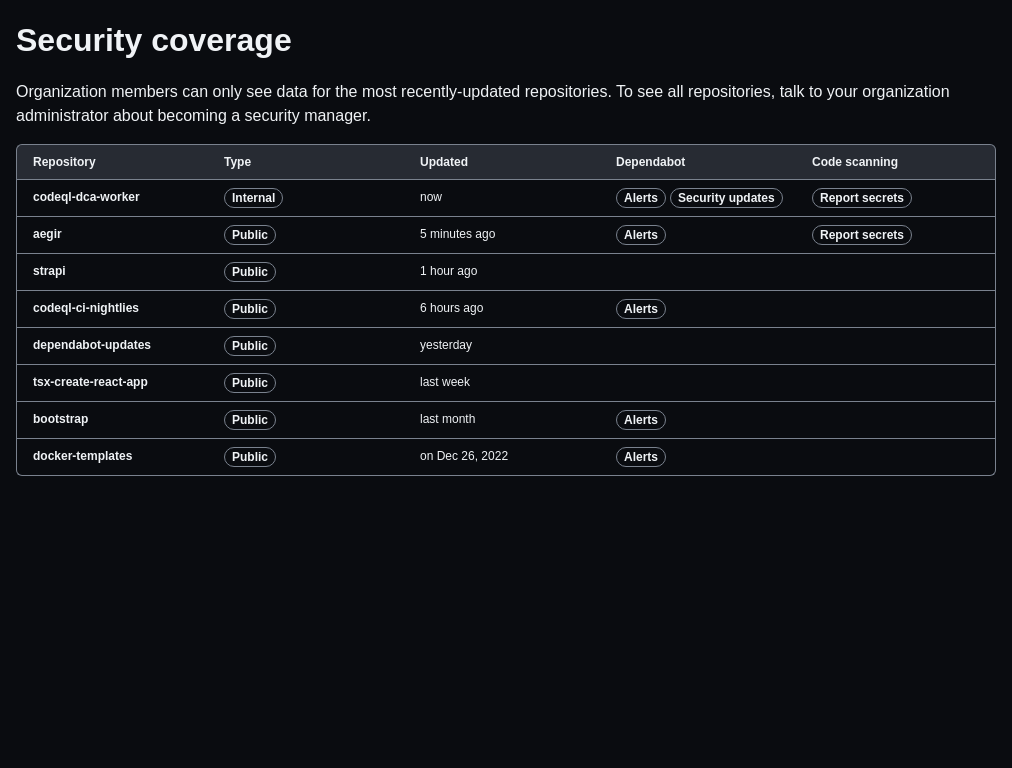 Security coverage
Organization members can only see data for the most recently-updated repositories. To see all repositories, talk to your organization
administrator about becoming a security manager.
Repository Type Updated Dependabot Code scanning
codeql-dca-worker Internal now Alerts Security updates Report secrets
aegir Public 5 minutes ago Alerts Report secrets
strapi Public 1 hour ago
codeql-ci-nightlies Public 6 hours ago Alerts
dependabot-updates Public yesterday
tsx-create-react-app Public last week
bootstrap Public last month Alerts
docker-templates Public on Dec 26, 2022 Alerts